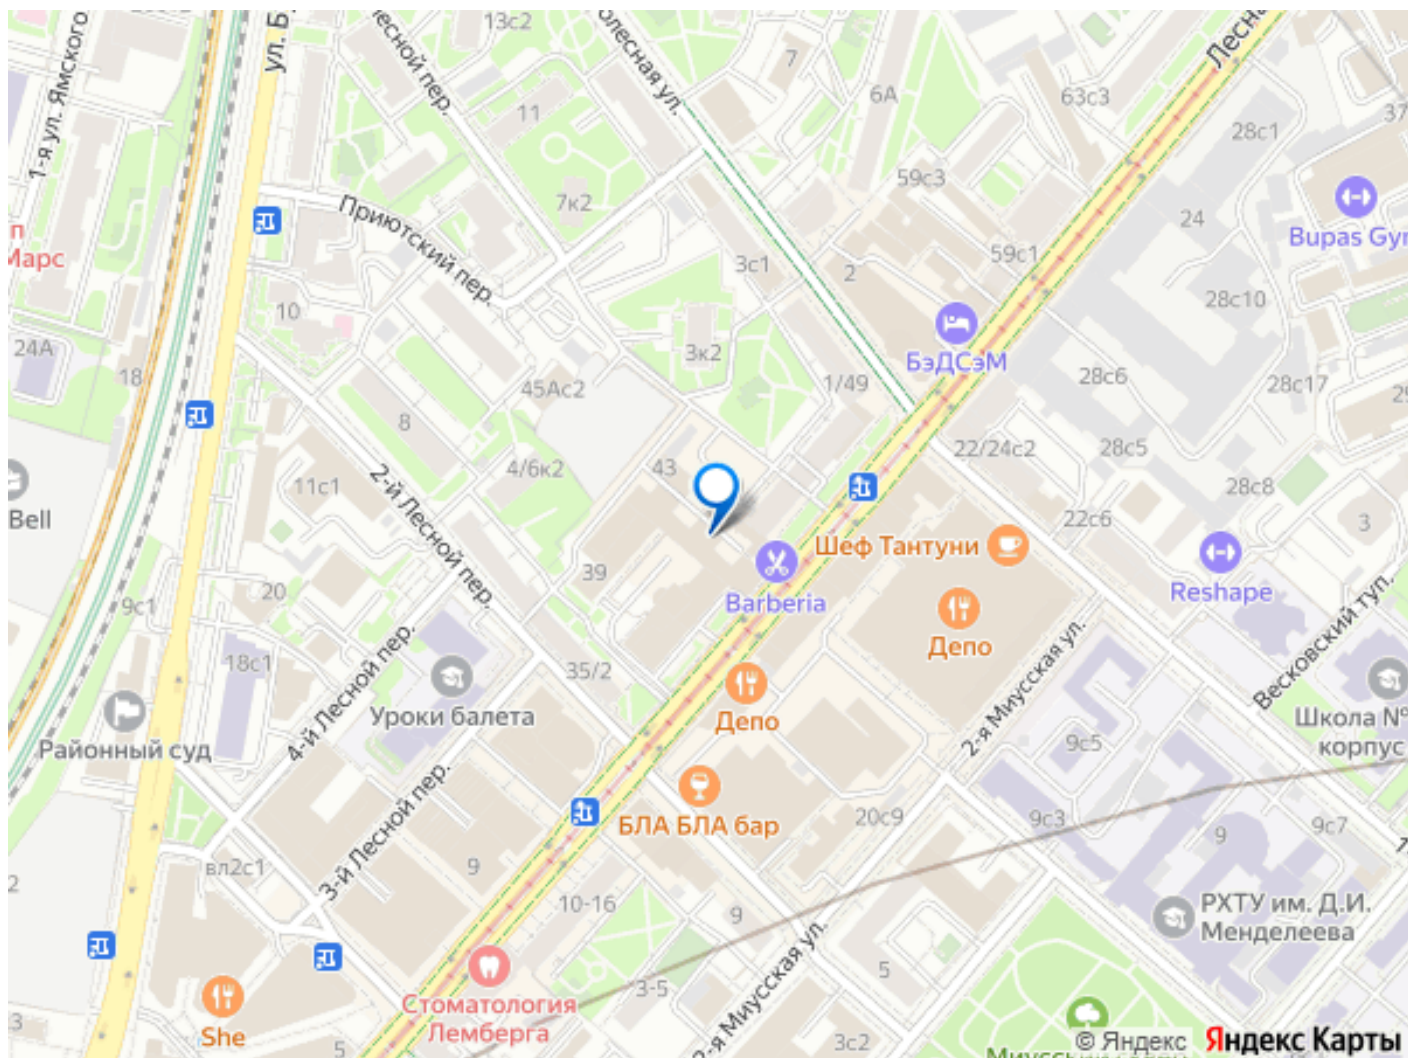 13с2
Лесной пер.
олесная ул.
ул. Б
1-я ул. Ямского
7
6А
63с3
Лесна
28с1
37
11
7к2
59с3
24
Bupas Gyr
Приютский пер.
п
Марс
3с1
2
59с1
28с10
10
24А
18
3к2
БэДСэМ
45Ас2
1/49
28с6
28с17
29
8
4/6к2
43
22/24с2
28с5
11с1
2-й Лесной пер.
28с8
Bell
22с6
3
Шеф Тантуни
39
Barberia
Reshape
20
9с1
Депо
Весковский туп.
18с1
35/2
4-й Лесной пер.
Уроки балета
Депо
2-я Миусская ул.
9с5
Школа №
корпус
Районный суд
БЛА БЛА бар
20с9
9с3
9
9с7
1
3-й Лесной пер.
вл2с1
9
2
10-16
9
РХТУ им. Д.И.
Менделеева
2-я Миусская ул.
5
3-5
Стоматология
Лемберга
She
3
5
3с2
© Яндекс Яндекс Карты